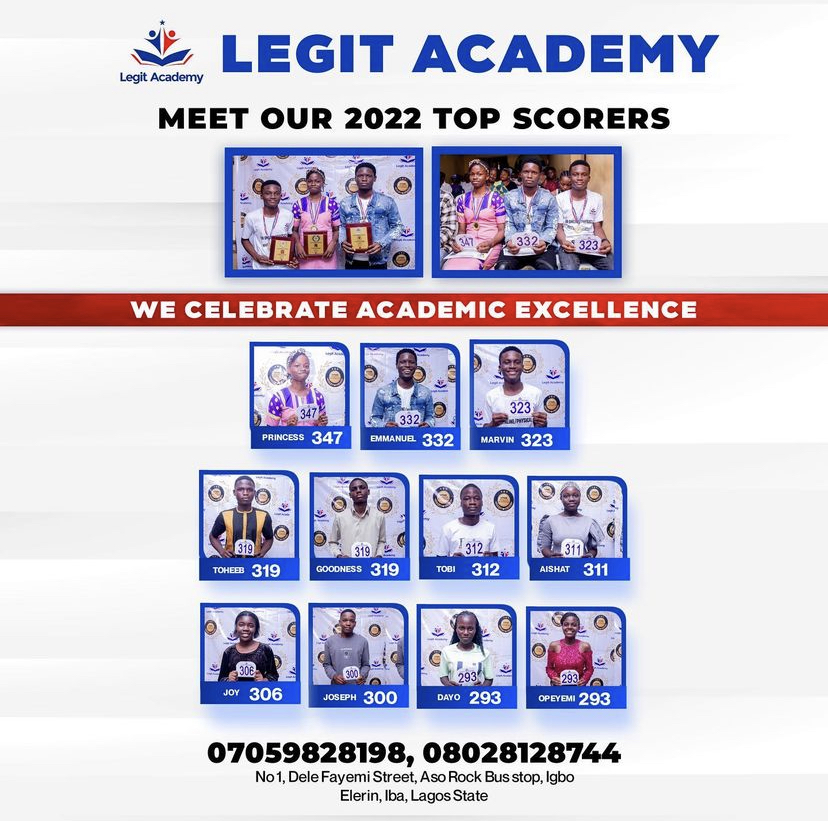 Legit Academy
LEGIT ACADEMY
MEET OUR 2022 TOP SCORERS
347
332
323
WE CELEBRATE ACADEMIC EXCELLENCE
347
332
323
PRINCESS 347
EMMANUEL 332
MARVIN 323
319
319
312
311
TOHEEB 319
GOODNESS 319
TOBI 312
AISHAT 311
306
300
293
293
JOY 306
JOSEPH 300
DAYO 293
OPEYEMI 293
07059828198, 08028128744
No 1, Dele Fayemi Street, Aso Rock Bus stop, Igbo
Elerin, Iba, Lagos State